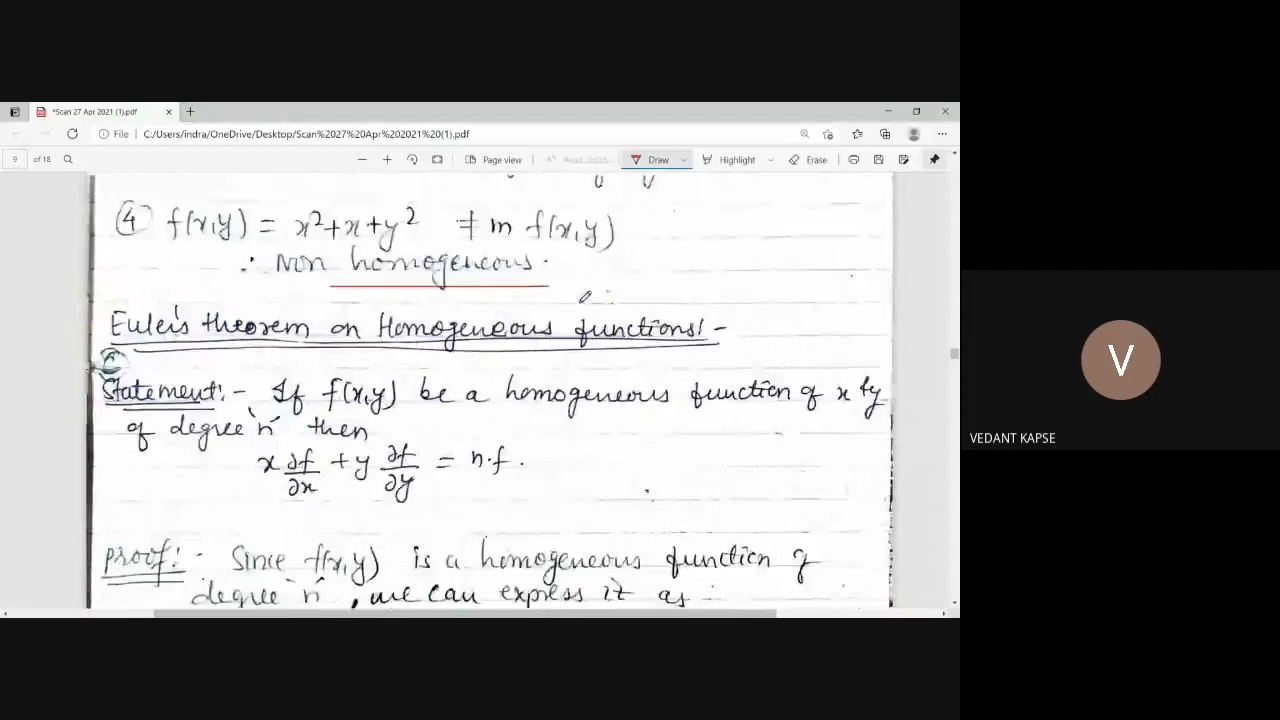 *Scan 27 Apr 2021 (1).pdf
File | C:/Users/indra/OneDrive/Desktop/Scan%2027%20Apr%202021%20(1).pdf
9 of 18 Page view Draw Highlight Erase
④ f(x,y) = x²+x+y² ≠ m f(x,y)
∴ Non homogeneous.
Euler's theorem on Homogeneous functions:-
Statement:- If f(x,y) be a homogeneous function of x & y
of degree 'n' then
x ∂f/∂x + y ∂f/∂y = n.f.
proof:- Since f(x,y) is a homogeneous function of
degree 'n', we can express it as
V
VEDANT KAPSE